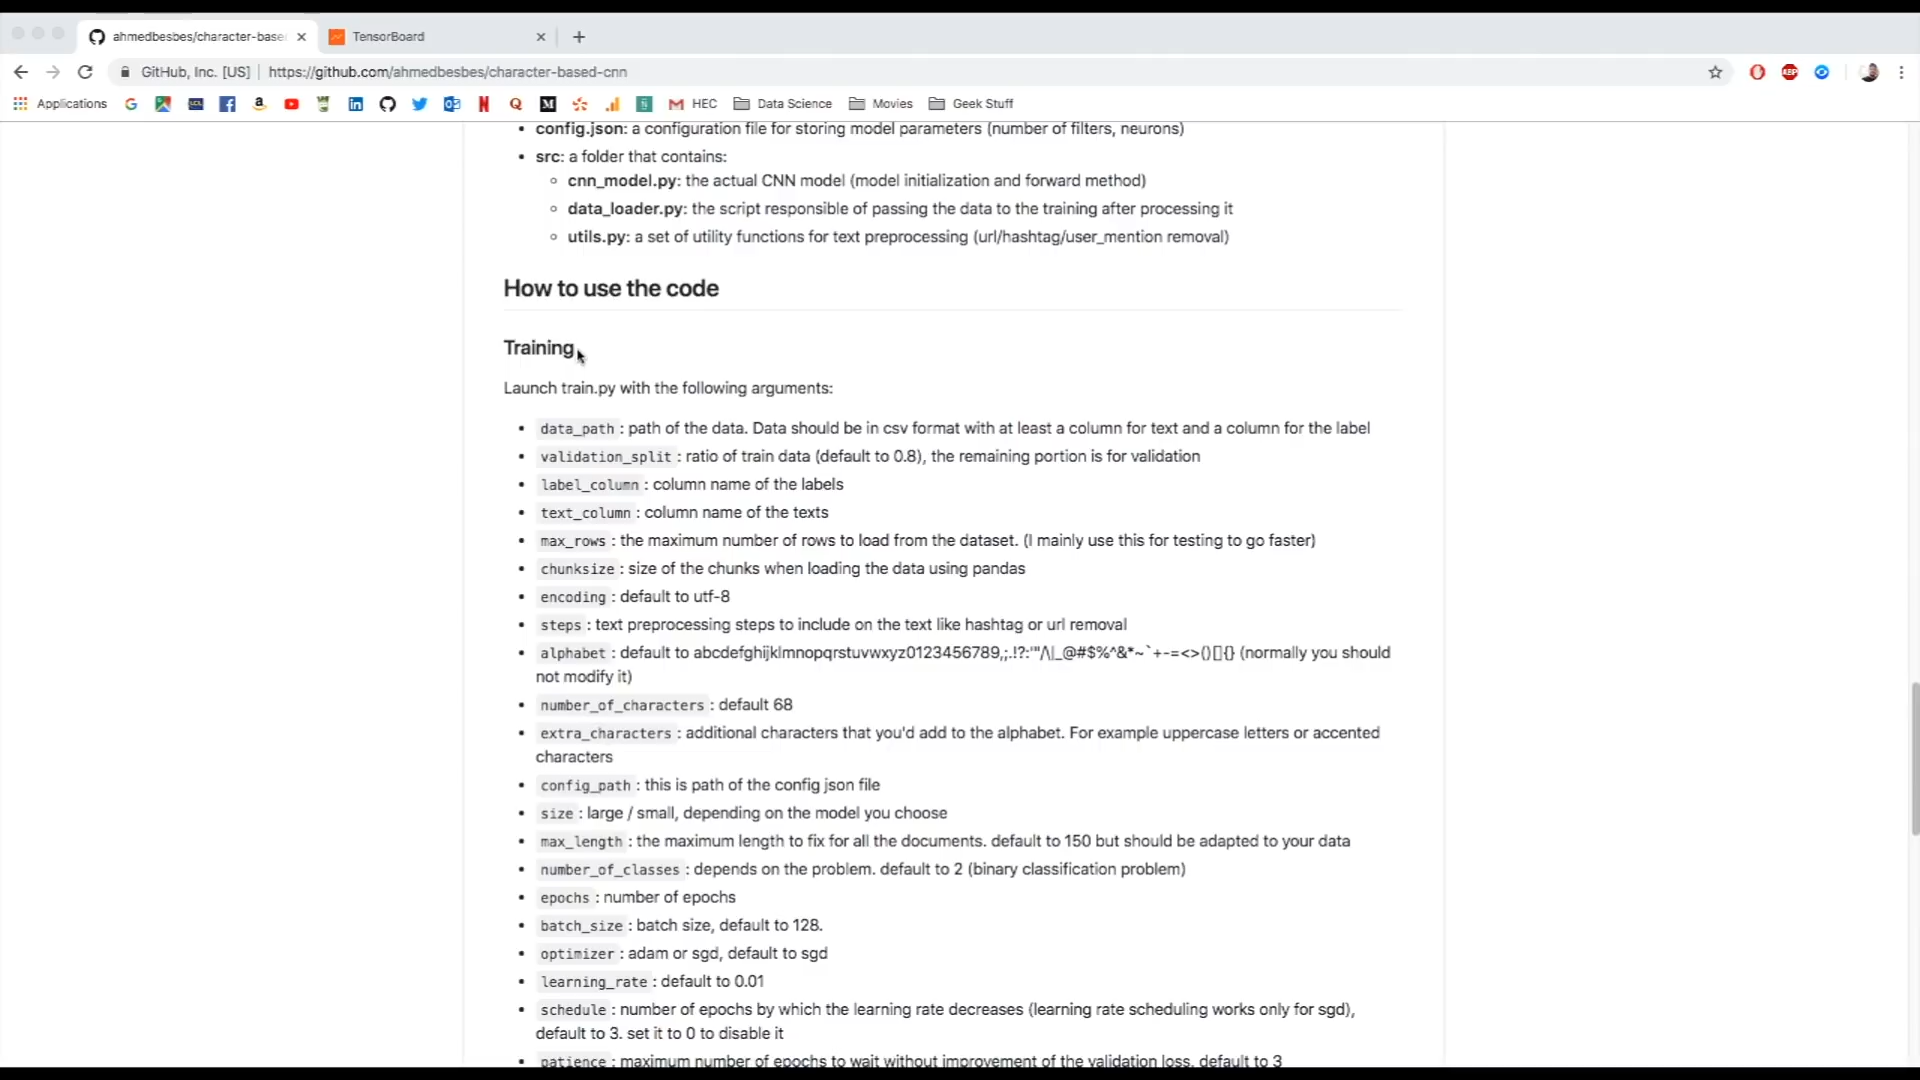 ahmedbesbes/character-base
TensorBoard
GitHub, Inc. [US] | https://github.com/ahmedbesbes/character-based-cnn
Applications HEC Data Science Movies Geek Stuff
• config.json: a configuration file for storing model parameters (number of filters, neurons)
• src: a folder that contains:
◦ cnn_model.py: the actual CNN model (model initialization and forward method)
◦ data_loader.py: the script responsible of passing the data to the training after processing it
◦ utils.py: a set of utility functions for text preprocessing (url/hashtag/user_mention removal)
How to use the code
Training
Launch train.py with the following arguments:
• data_path : path of the data. Data should be in csv format with at least a column for text and a column for the label
• validation_split : ratio of train data (default to 0.8), the remaining portion is for validation
• label_column : column name of the labels
• text_column : column name of the texts
• max_rows : the maximum number of rows to load from the dataset. (I mainly use this for testing to go faster)
• chunksize : size of the chunks when loading the data using pandas
• encoding : default to utf-8
• steps : text preprocessing steps to include on the text like hashtag or url removal
• alphabet : default to abcdefghijklmnopqrstuvwxyz0123456789,;.!?:'"/\|_@#$%^&*~`+-=<>()[]{} (normally you should
not modify it)
• number_of_characters : default 68
• extra_characters : additional characters that you'd add to the alphabet. For example uppercase letters or accented
characters
• config_path : this is path of the config json file
• size : large / small, depending on the model you choose
• max_length : the maximum length to fix for all the documents. default to 150 but should be adapted to your data
• number_of_classes : depends on the problem. default to 2 (binary classification problem)
• epochs : number of epochs
• batch_size : batch size, default to 128.
• optimizer : adam or sgd, default to sgd
• learning_rate : default to 0.01
• schedule : number of epochs by which the learning rate decreases (learning rate scheduling works only for sgd),
default to 3. set it to 0 to disable it
• patience : maximum number of epochs to wait without improvement of the validation loss, default to 3